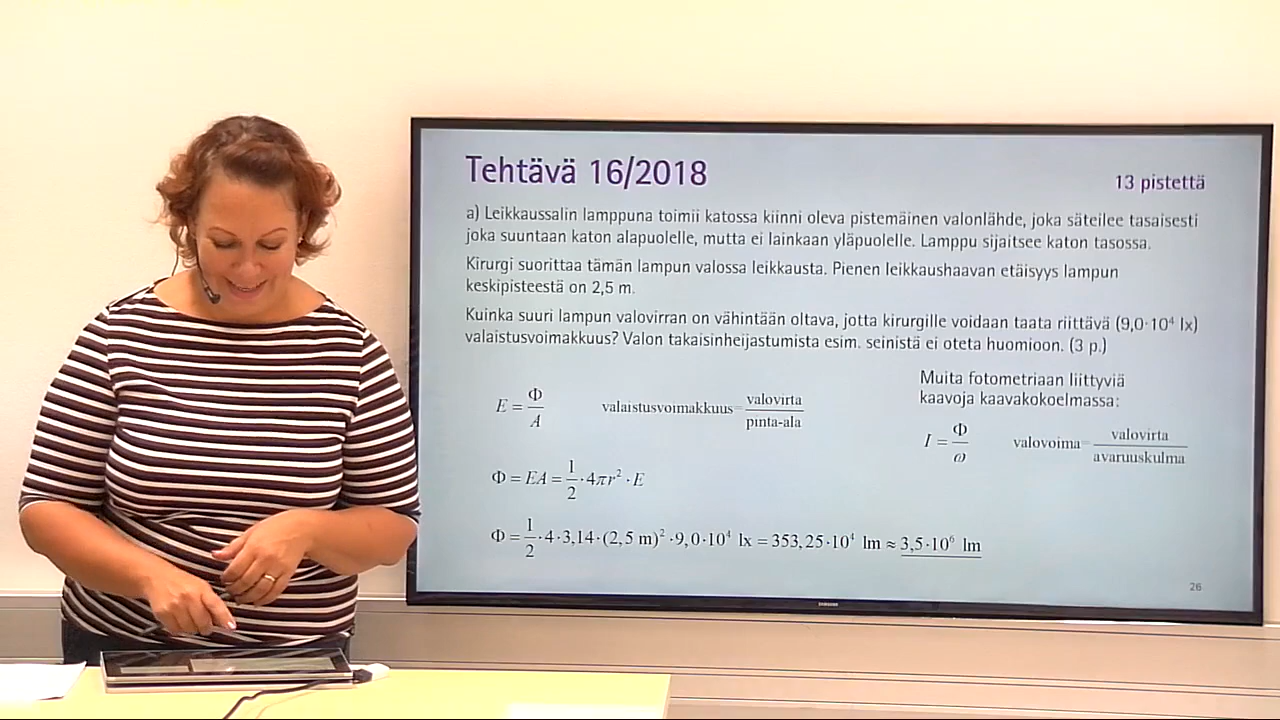 Tehtävä 16/2018
13 pistettä
a) Leikkaussalin lamppuna toimii katossa kiinni oleva pistemäinen valonlähde, joka säteilee tasaisesti
joka suuntaan katon alapuolelle, mutta ei lainkaan yläpuolelle. Lamppu sijaitsee katon tasossa.
Kirurgi suorittaa tämän lampun valossa leikkausta. Pienen leikkaushaavan etäisyys lampun
keskipisteestä on 2,5 m.
Kuinka suuri lampun valovirran on vähintään oltava, jotta kirurgille voidaan taata riittävä (9,0·10⁴ lx)
valaistusvoimakkuus? Valon takaisinheijastumista esim. seinistä ei oteta huomioon. (3 p.)
E = Φ/A valaistusvoimakkuus = valovirta/pinta-ala
Muita fotometriaan liittyviä
kaavoja kaavakokoelmassa:
I = Φ/ω valovoima = valovirta/avaruuskulma
Φ = EA = 1/2 · 4πr² · E
Φ = 1/2 · 4 · 3,14 · (2,5 m)² · 9,0 · 10⁴ lx = 353,25 · 10⁴ lm ≈ 3,5 · 10⁶ lm
26
SAMSUNG